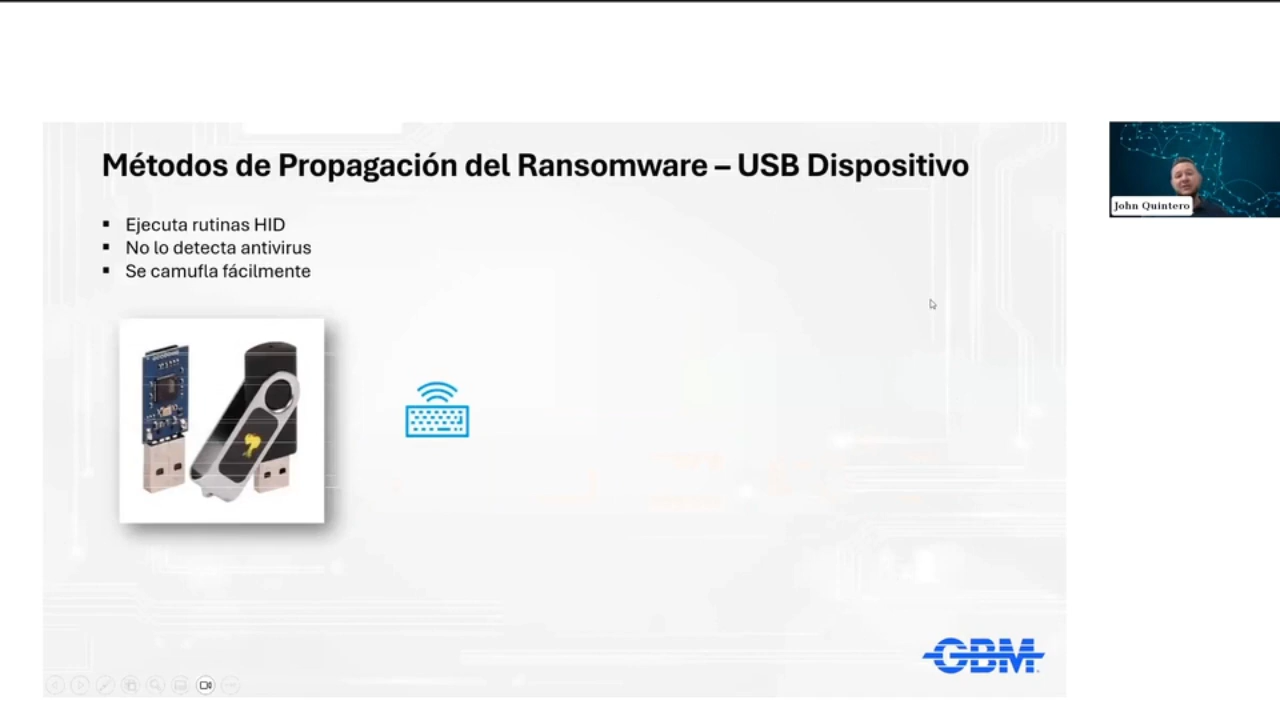 Métodos de Propagación del Ransomware – USB Dispositivo
▪ Ejecuta rutinas HID
▪ No lo detecta antivirus
▪ Se camufla fácilmente
John Quintero
GBM